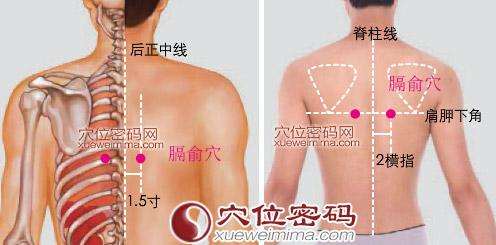 后正中线
穴位密码网
xueweimima.com
膈俞穴
1.5寸
脊柱线
膈俞穴
穴位密码网
xueweimima.com
肩胛下角
2横指
穴位密码
xueweimima.com